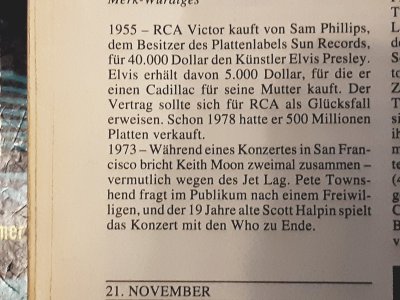 Merk-Würdiges
1955 – RCA Victor kauft von Sam Phillips,
dem Besitzer des Plattenlabels Sun Records,
für 40.000 Dollar den Künstler Elvis Presley.
Elvis erhält davon 5.000 Dollar, für die er
einen Cadillac für seine Mutter kauft. Der
Vertrag sollte sich für RCA als Glücksfall
erweisen. Schon 1978 hatte er 500 Millionen
Platten verkauft.
1973 – Während eines Konzertes in San Fran-
cisco bricht Keith Moon zweimal zusammen –
vermutlich wegen des Jet Lag. Pete Towns-
hend fragt im Publikum nach einem Freiwil-
ligen, und der 19 Jahre alte Scott Halpin spielt
das Konzert mit den Who zu Ende.
21. NOVEMBER